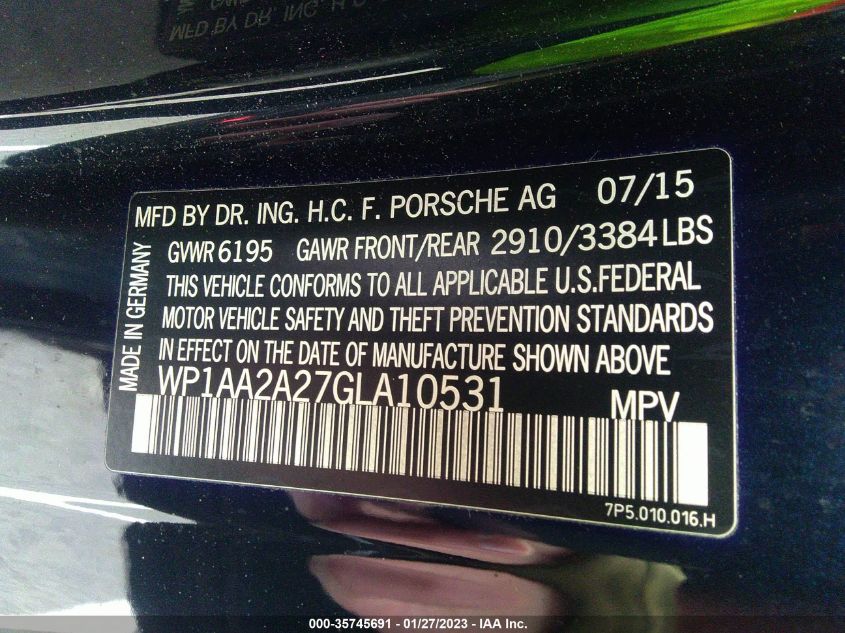 MFD BY DR. ING. H.C. F. PORSCHE AG 07/15
GVWR 6195 GAWR FRONT/REAR 2910/3384 LBS
THIS VEHICLE CONFORMS TO ALL APPLICABLE U.S.FEDERAL
MOTOR VEHICLE SAFETY AND THEFT PREVENTION STANDARDS
IN EFFECT ON THE DATE OF MANUFACTURE SHOWN ABOVE
MADE IN GERMANY
WP1AA2A27GLA10531 MPV
7P5.010.016.H
000-35745691 - 01/27/2023 - IAA Inc.